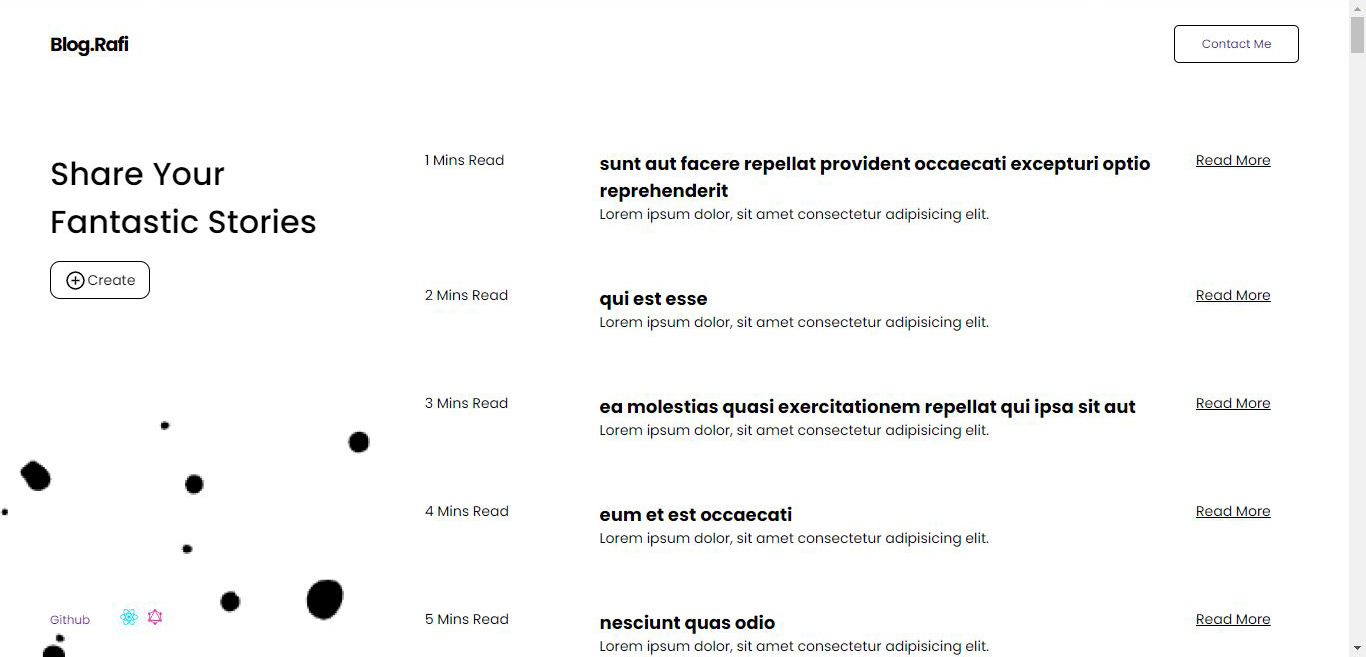 Blog.Rafi
Contact Me
Share Your
Fantastic Stories
Create
1 Mins Read
sunt aut facere repellat provident occaecati excepturi optio
reprehenderit
Lorem ipsum dolor, sit amet consectetur adipisicing elit.
Read More
2 Mins Read
qui est esse
Lorem ipsum dolor, sit amet consectetur adipisicing elit.
Read More
3 Mins Read
ea molestias quasi exercitationem repellat qui ipsa sit aut
Lorem ipsum dolor, sit amet consectetur adipisicing elit.
Read More
4 Mins Read
eum et est occaecati
Lorem ipsum dolor, sit amet consectetur adipisicing elit.
Read More
5 Mins Read
nesciunt quas odio
Lorem ipsum dolor, sit amet consectetur adipisicing elit.
Read More
Github